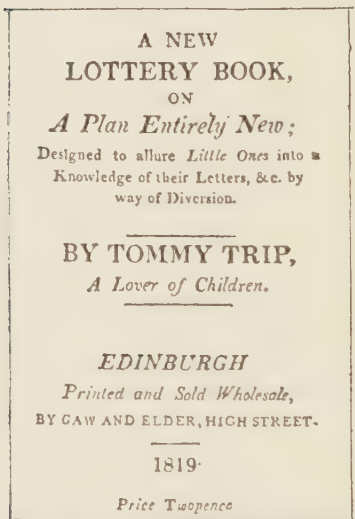 A NEW
LOTTERY BOOK,
ON
A Plan Entirely New;
Designed to allure Little Ones into a
Knowledge of their Letters, &c. by
way of Diversion.
BY TOMMY TRIP,
A Lover of Children.
EDINBURGH
Printed and Sold Wholesale,
BY CAW AND ELDER, HIGH STREET.
1819.
Price Twopence